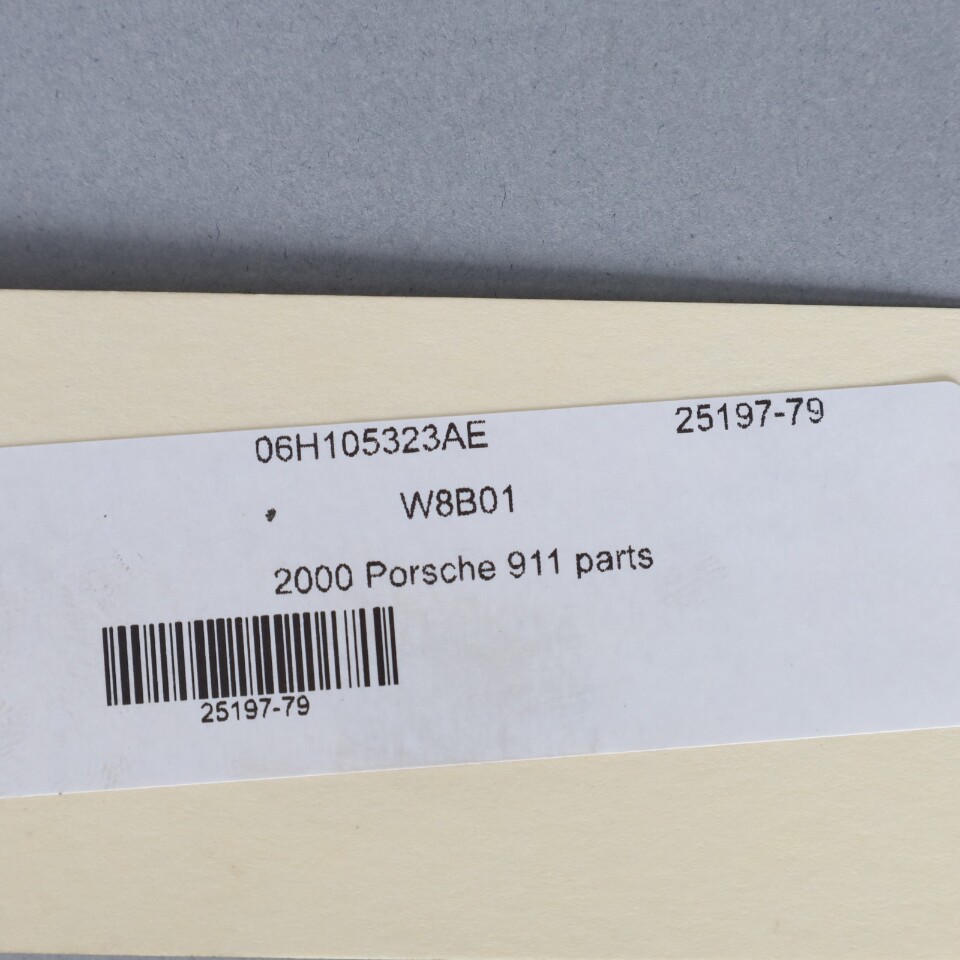 06H105323AE 25197-79
W8B01
2000 Porsche 911 parts
25197-79